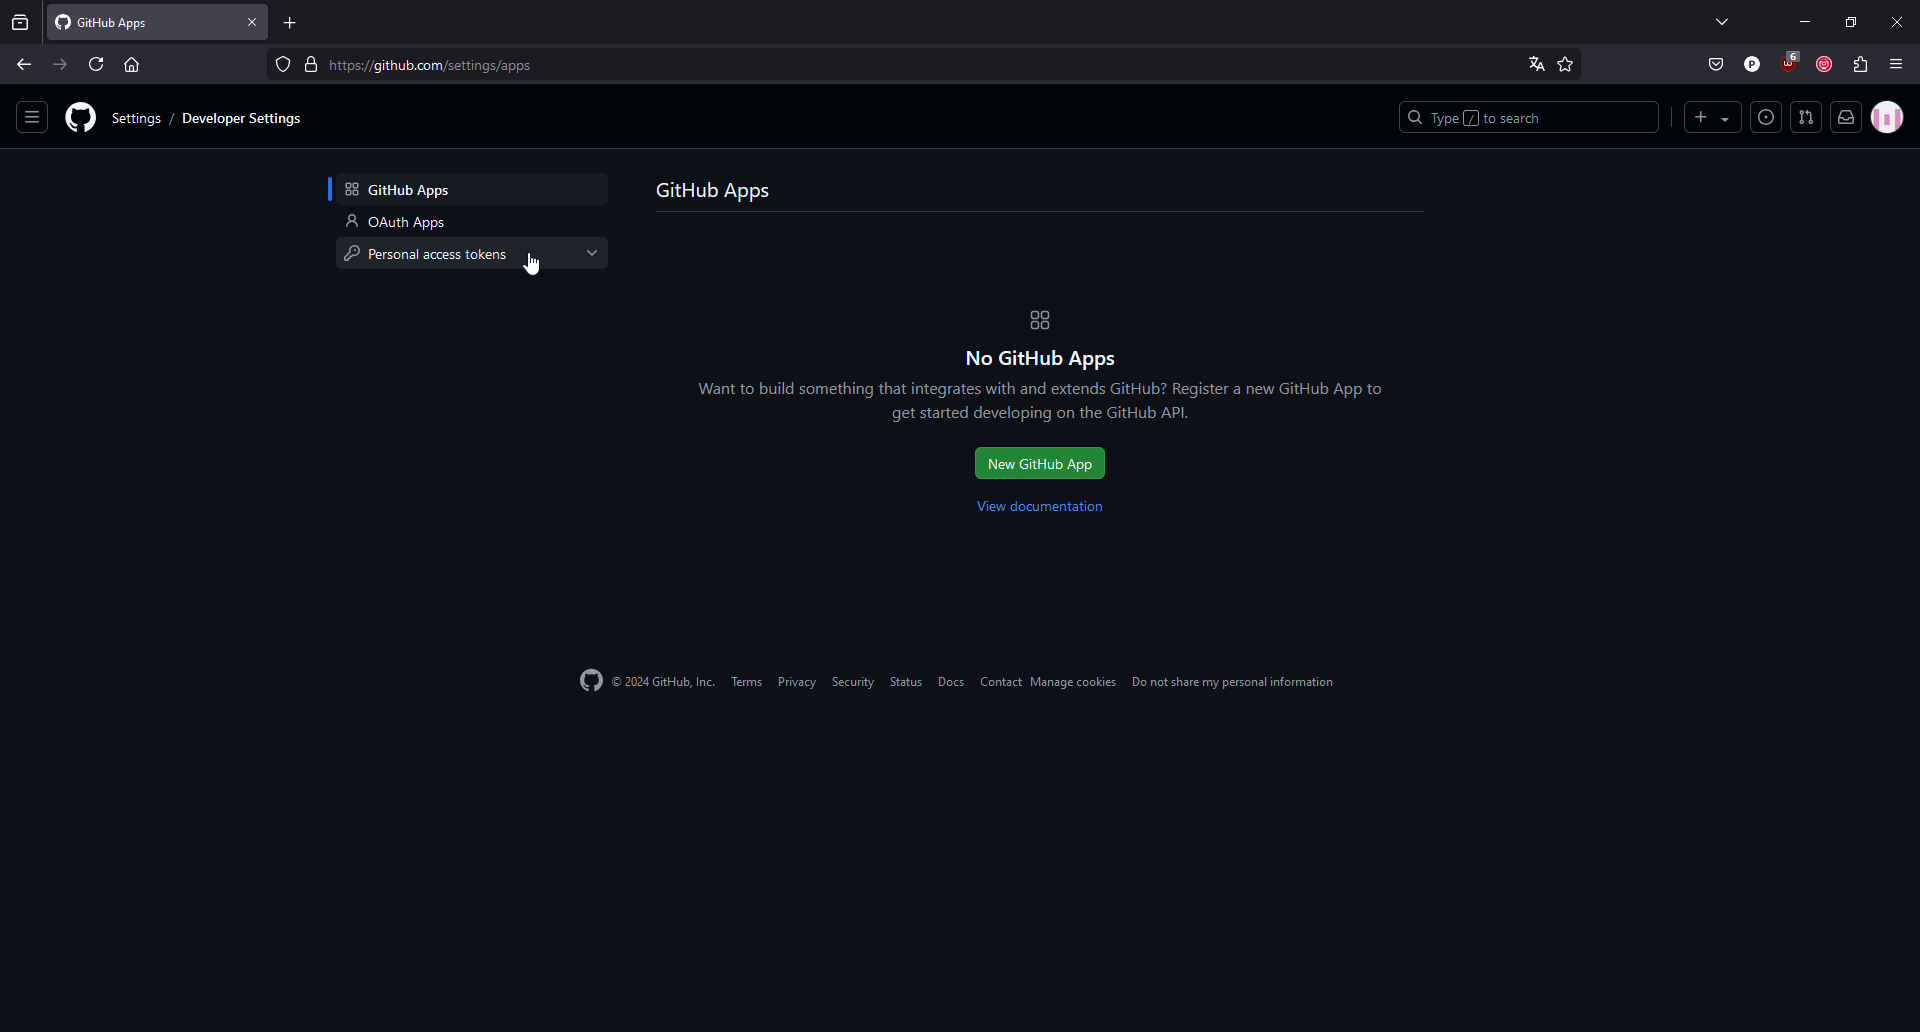 GitHub Apps
https://github.com/settings/apps
6
P
Settings / Developer Settings
Type / to search
GitHub Apps
OAuth Apps
Personal access tokens
GitHub Apps
No GitHub Apps
Want to build something that integrates with and extends GitHub? Register a new GitHub App to
get started developing on the GitHub API.
New GitHub App
View documentation
© 2024 GitHub, Inc. Terms Privacy Security Status Docs Contact Manage cookies Do not share my personal information